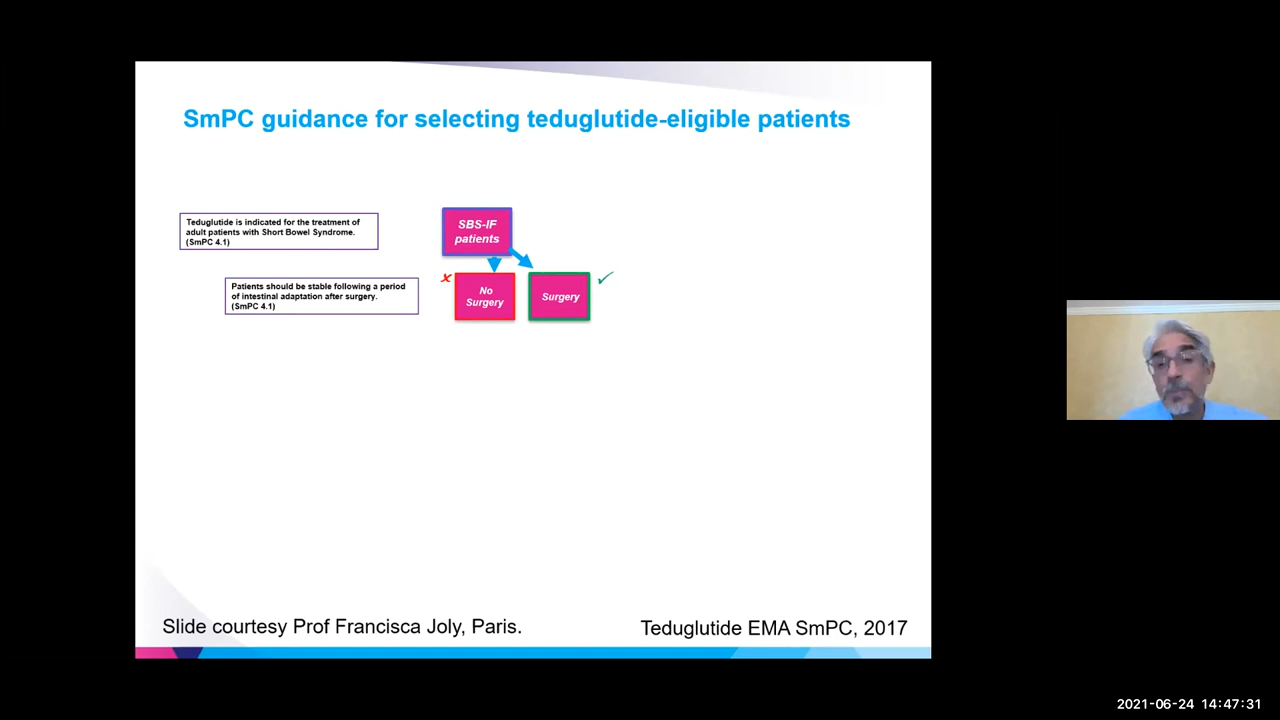 SmPC guidance for selecting teduglutide-eligible patients
Teduglutide is indicated for the treatment of
adult patients with Short Bowel Syndrome.
(SmPC 4.1)
SBS-IF
patients
Patients should be stable following a period
of intestinal adaptation after surgery.
(SmPC 4.1)
No
Surgery
Surgery
Slide courtesy Prof Francisca Joly, Paris.
Teduglutide EMA SmPC, 2017
2021-06-24 14:47:31